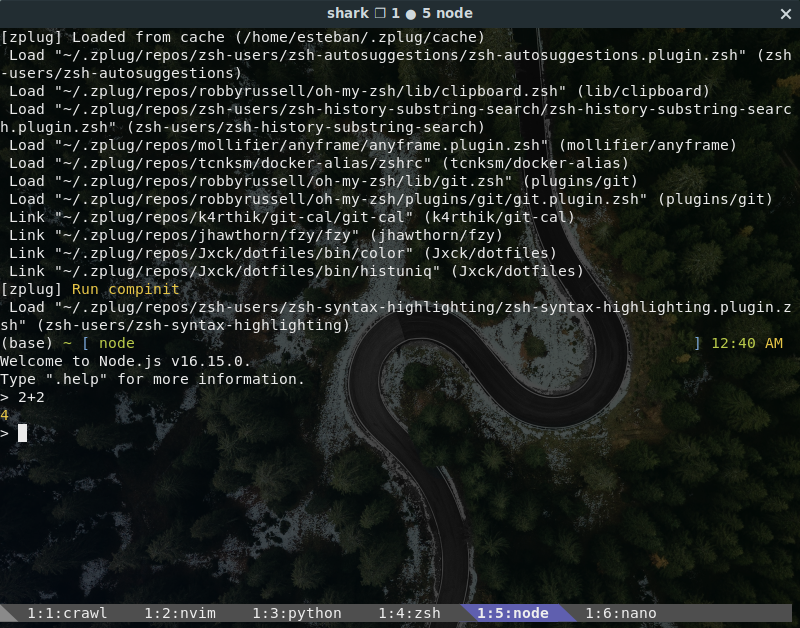 shark ❐ 1 ● 5 node ×
[zplug] Loaded from cache (/home/esteban/.zplug/cache)
 Load "~/.zplug/repos/zsh-users/zsh-autosuggestions/zsh-autosuggestions.plugin.zsh" (zsh
-users/zsh-autosuggestions)
 Load "~/.zplug/repos/robbyrussell/oh-my-zsh/lib/clipboard.zsh" (lib/clipboard)
 Load "~/.zplug/repos/zsh-users/zsh-history-substring-search/zsh-history-substring-searc
h.plugin.zsh" (zsh-users/zsh-history-substring-search)
 Load "~/.zplug/repos/mollifier/anyframe/anyframe.plugin.zsh" (mollifier/anyframe)
 Load "~/.zplug/repos/tcnksm/docker-alias/zshrc" (tcnksm/docker-alias)
 Load "~/.zplug/repos/robbyrussell/oh-my-zsh/lib/git.zsh" (plugins/git)
 Load "~/.zplug/repos/robbyrussell/oh-my-zsh/plugins/git/git.plugin.zsh" (plugins/git)
 Link "~/.zplug/repos/k4rthik/git-cal/git-cal" (k4rthik/git-cal)
 Link "~/.zplug/repos/jhawthorn/fzy/fzy" (jhawthorn/fzy)
 Link "~/.zplug/repos/Jxck/dotfiles/bin/color" (Jxck/dotfiles)
 Link "~/.zplug/repos/Jxck/dotfiles/bin/histuniq" (Jxck/dotfiles)
[zplug] Run compinit
 Load "~/.zplug/repos/zsh-users/zsh-syntax-highlighting/zsh-syntax-highlighting.plugin.z
sh" (zsh-users/zsh-syntax-highlighting)
(base) ~ [ node ] 12:40 AM
Welcome to Node.js v16.15.0.
Type ".help" for more information.
> 2+2
4
>
1:1:crawl 1:2:nvim 1:3:python 1:4:zsh 1:5:node 1:6:nano